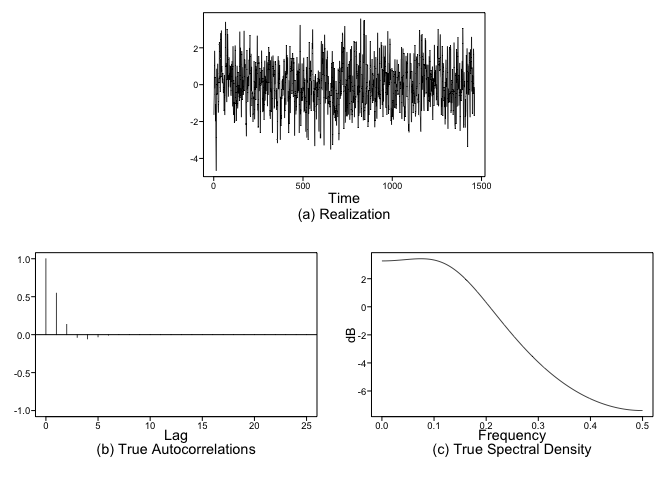 2
0
-2
-4
0 500 1000 1500
Time
(a) Realization
1.0
0.5
0.0
-0.5
-1.0
0 5 10 15 20 25
Lag
(b) True Autocorrelations
dB
2
0
-2
-4
-6
0.0 0.1 0.2 0.3 0.4 0.5
Frequency
(c) True Spectral Density